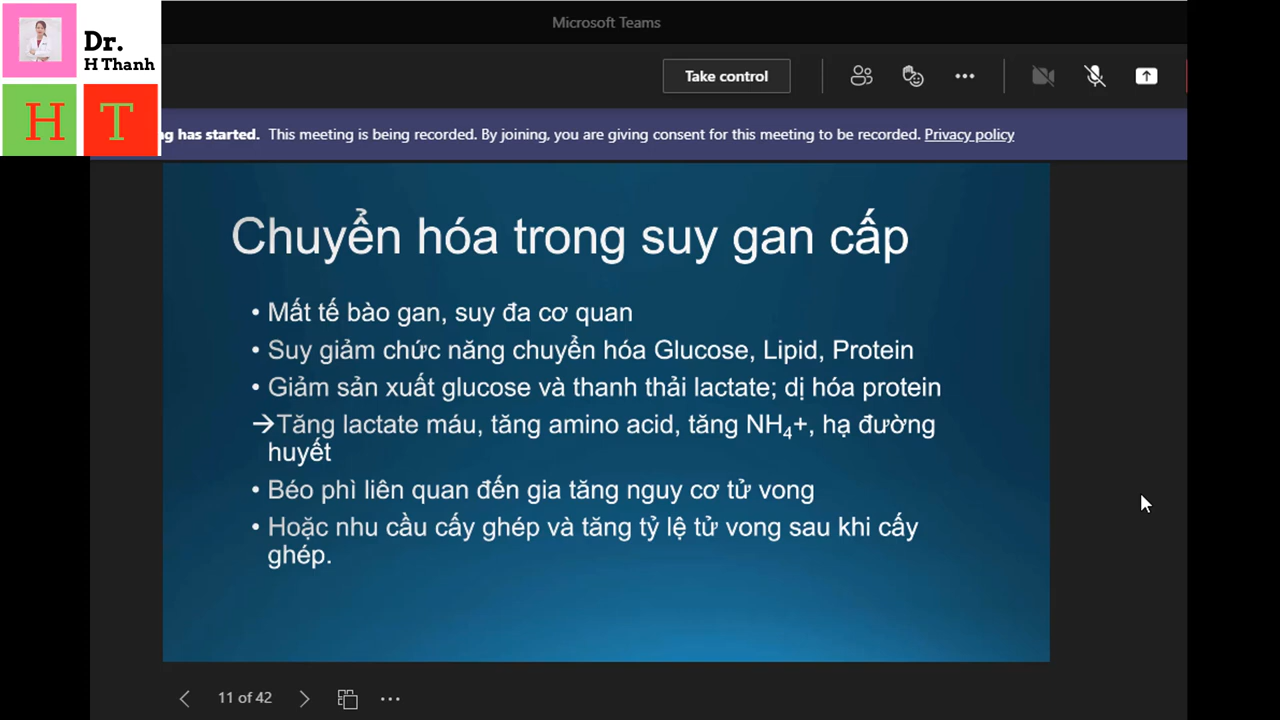 Microsoft Teams
Dr.
H Thanh
H T
Take control
ng has started. This meeting is being recorded. By joining, you are giving consent for this meeting to be recorded. Privacy policy
Chuyển hóa trong suy gan cấp
• Mất tế bào gan, suy đa cơ quan
• Suy giảm chức năng chuyển hóa Glucose, Lipid, Protein
• Giảm sản xuất glucose và thanh thải lactate; dị hóa protein
→Tăng lactate máu, tăng amino acid, tăng NH₄+, hạ đường
huyết
• Béo phì liên quan đến gia tăng nguy cơ tử vong
• Hoặc nhu cầu cấy ghép và tăng tỷ lệ tử vong sau khi cấy
ghép.
11 of 42